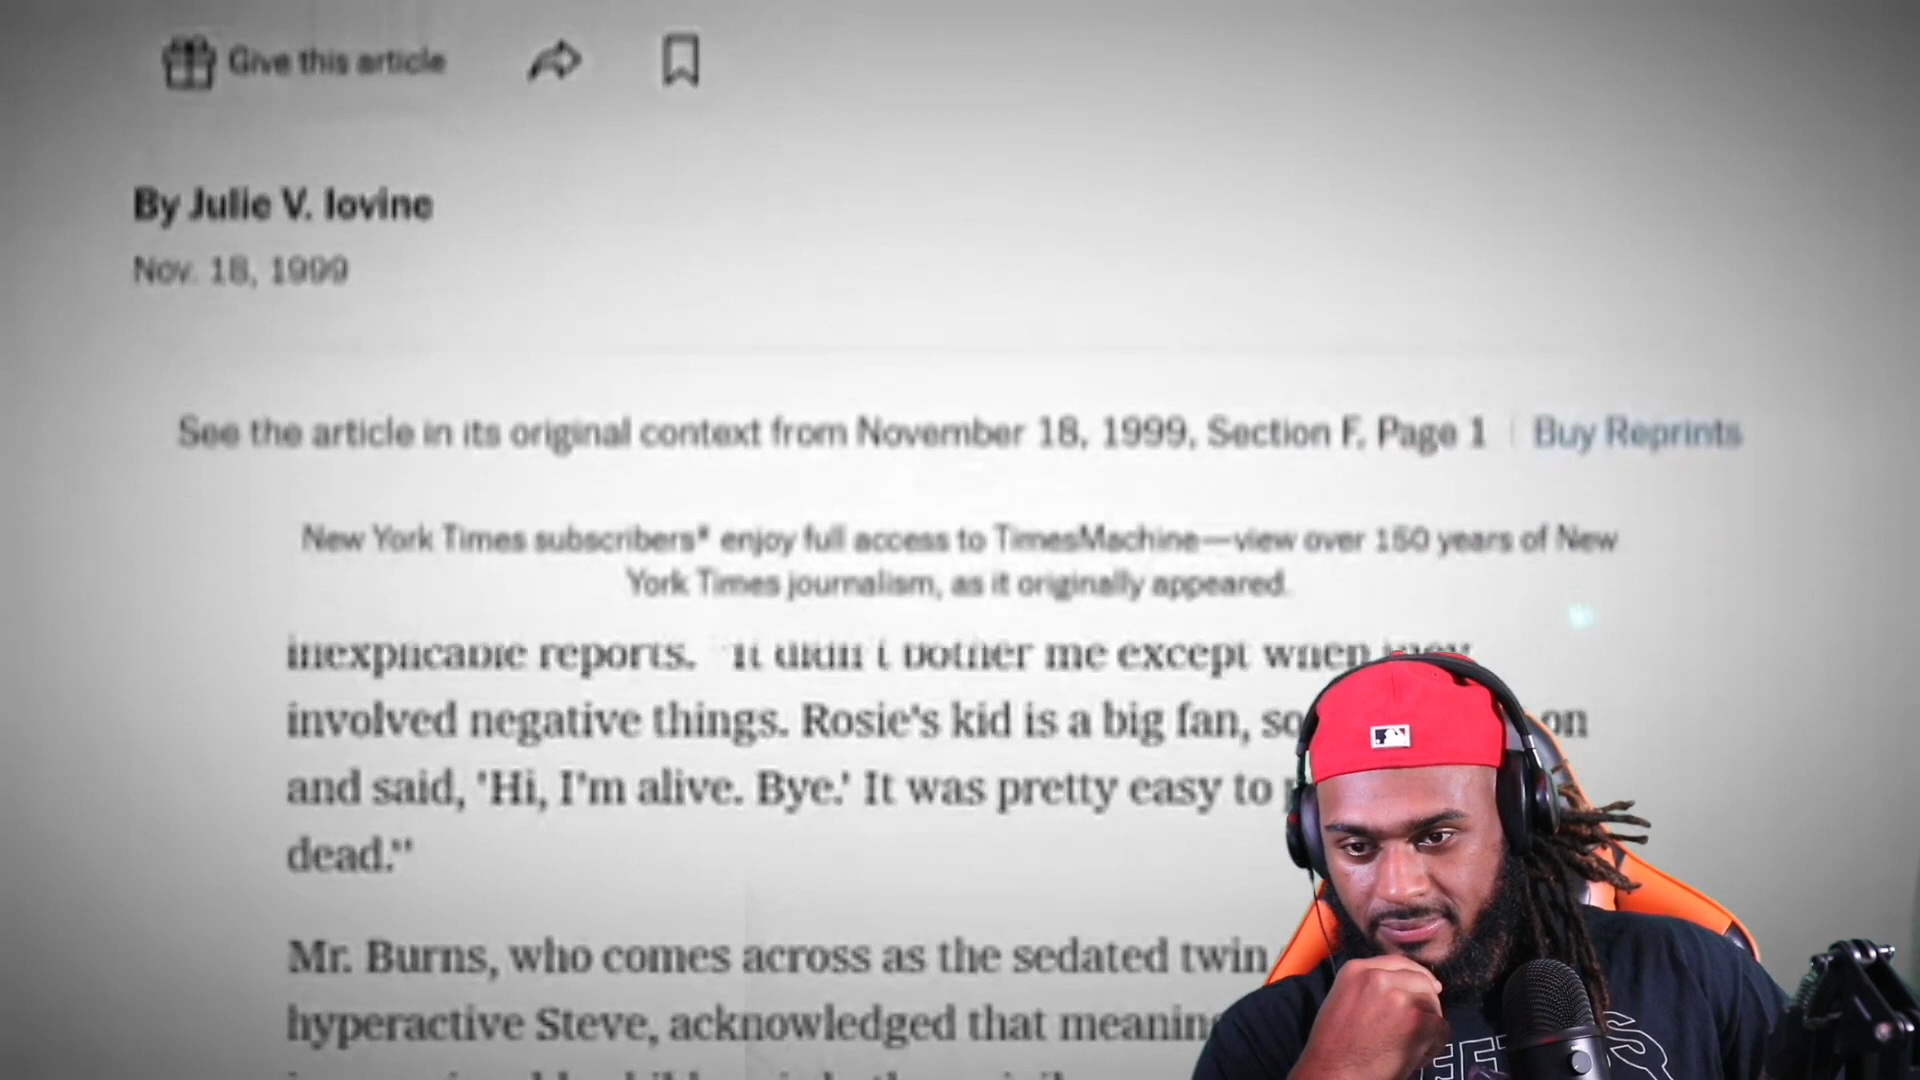 Give this article
By Julie V. Iovine
Nov. 18, 1999
See the article in its original context from November 18, 1999, Section F, Page 1 | Buy Reprints
New York Times subscribers* enjoy full access to TimesMachine—view over 150 years of New
York Times journalism, as it originally appeared.
inexplicable reports. "It didn't bother me except when they
involved negative things. Rosie's kid is a big fan, so on
and said, 'Hi, I'm alive. Bye.' It was pretty easy to
dead."
Mr. Burns, who comes across as the sedated twin
hyperactive Steve, acknowledged that